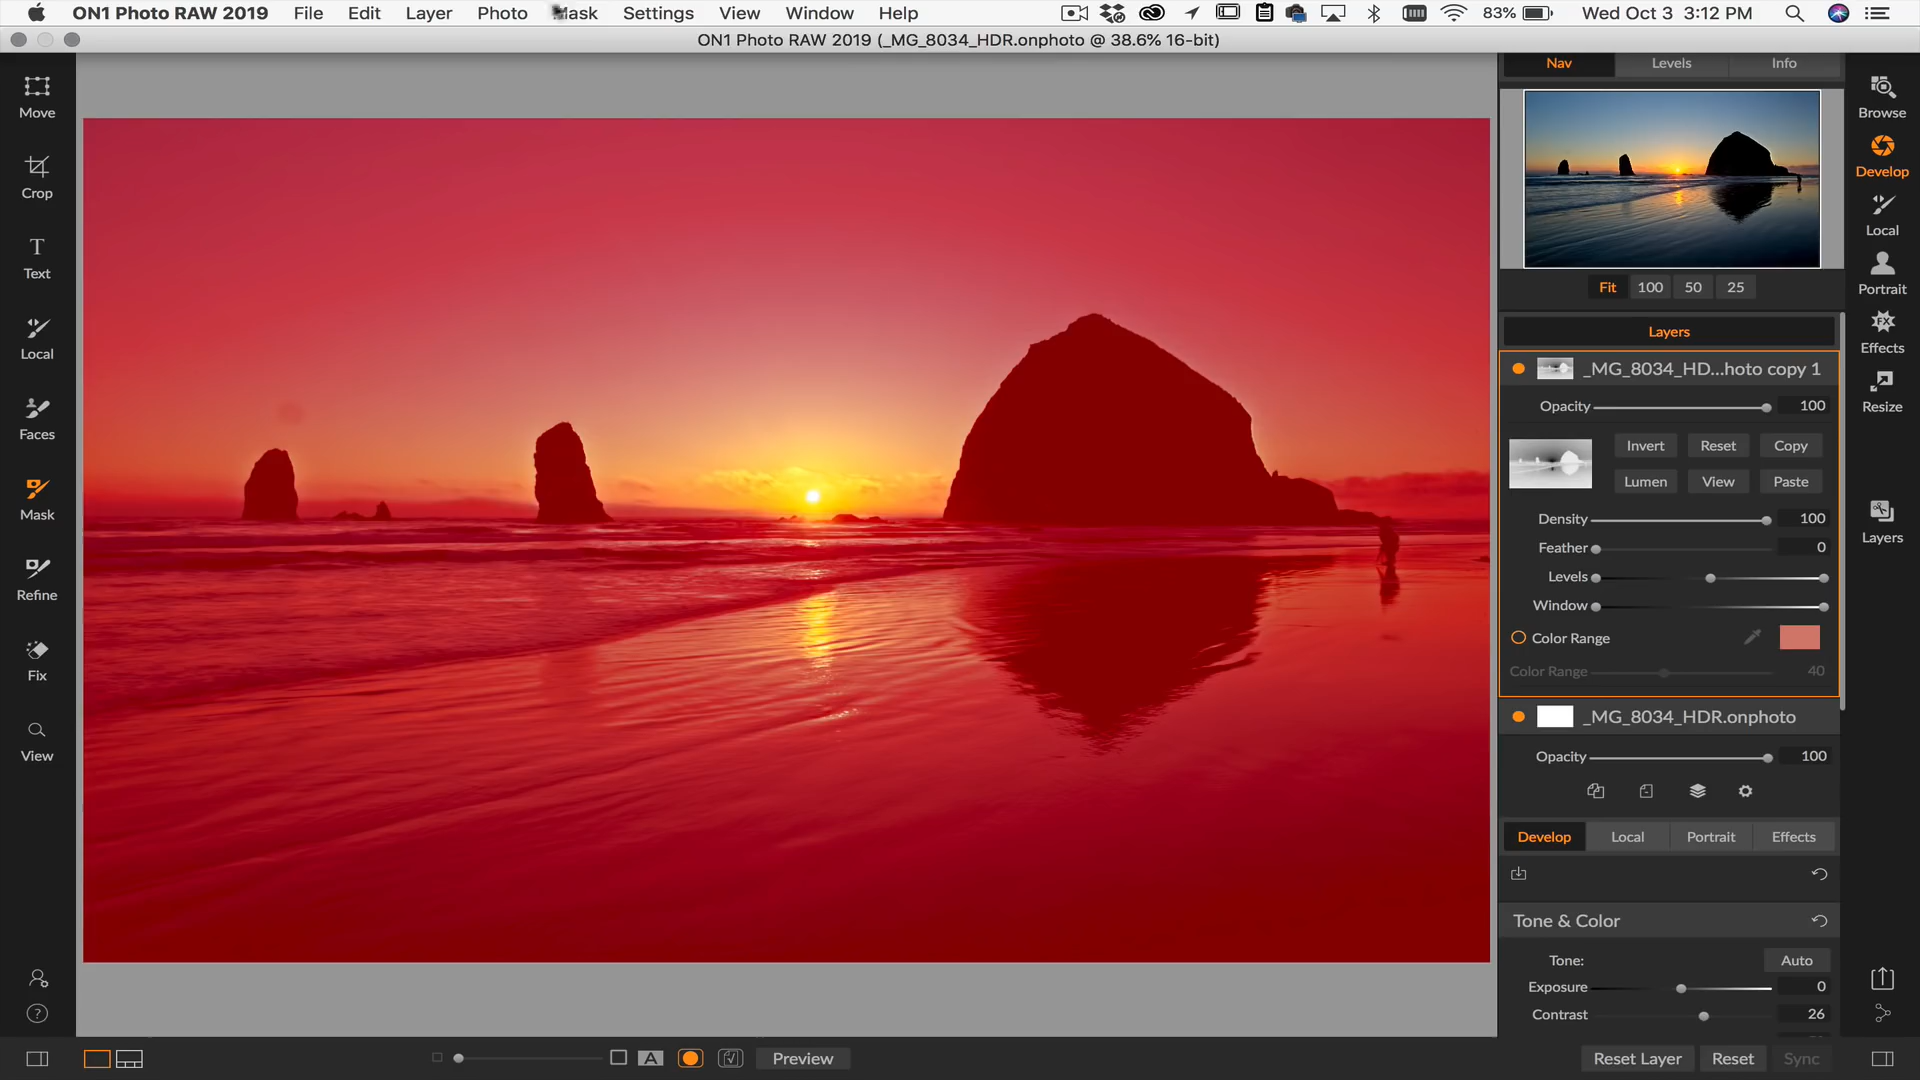 ON1 Photo RAW 2019 File Edit Layer Photo Mask Settings View Window Help 83% Wed Oct 3 3:12 PM
ON1 Photo RAW 2019 (_MG_8034_HDR.onphoto @ 38.6% 16-bit)
Move
Crop
Text
Local
Faces
Mask
Refine
Fix
View
Nav Levels Info
Fit 100 50 25
Layers
_MG_8034_HD...hoto copy 1
Opacity 100
Invert Reset Copy
Lumen View Paste
Density 100
Feather 0
Levels
Window
Color Range
Color Range 40
_MG_8034_HDR.onphoto
Opacity 100
Develop Local Portrait Effects
Tone & Color
Tone: Auto
Exposure 0
Contrast 26
Browse
Develop
Local
Portrait
Effects
Resize
Layers
?
A
Preview
Reset Layer Reset Sync